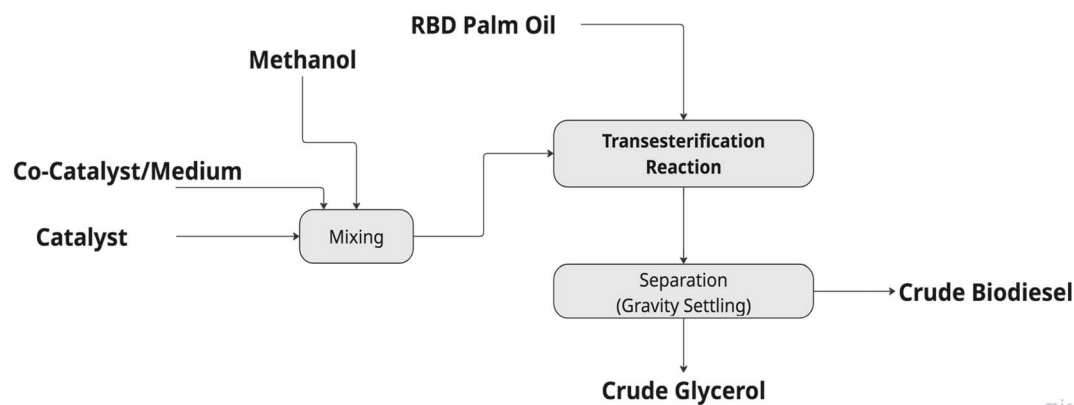 RBD Palm Oil
Methanol
Transesterification
Reaction
Co-Catalyst/Medium
Catalyst
Mixing
Separation
(Gravity Settling)
Crude Biodiesel
Crude Glycerol